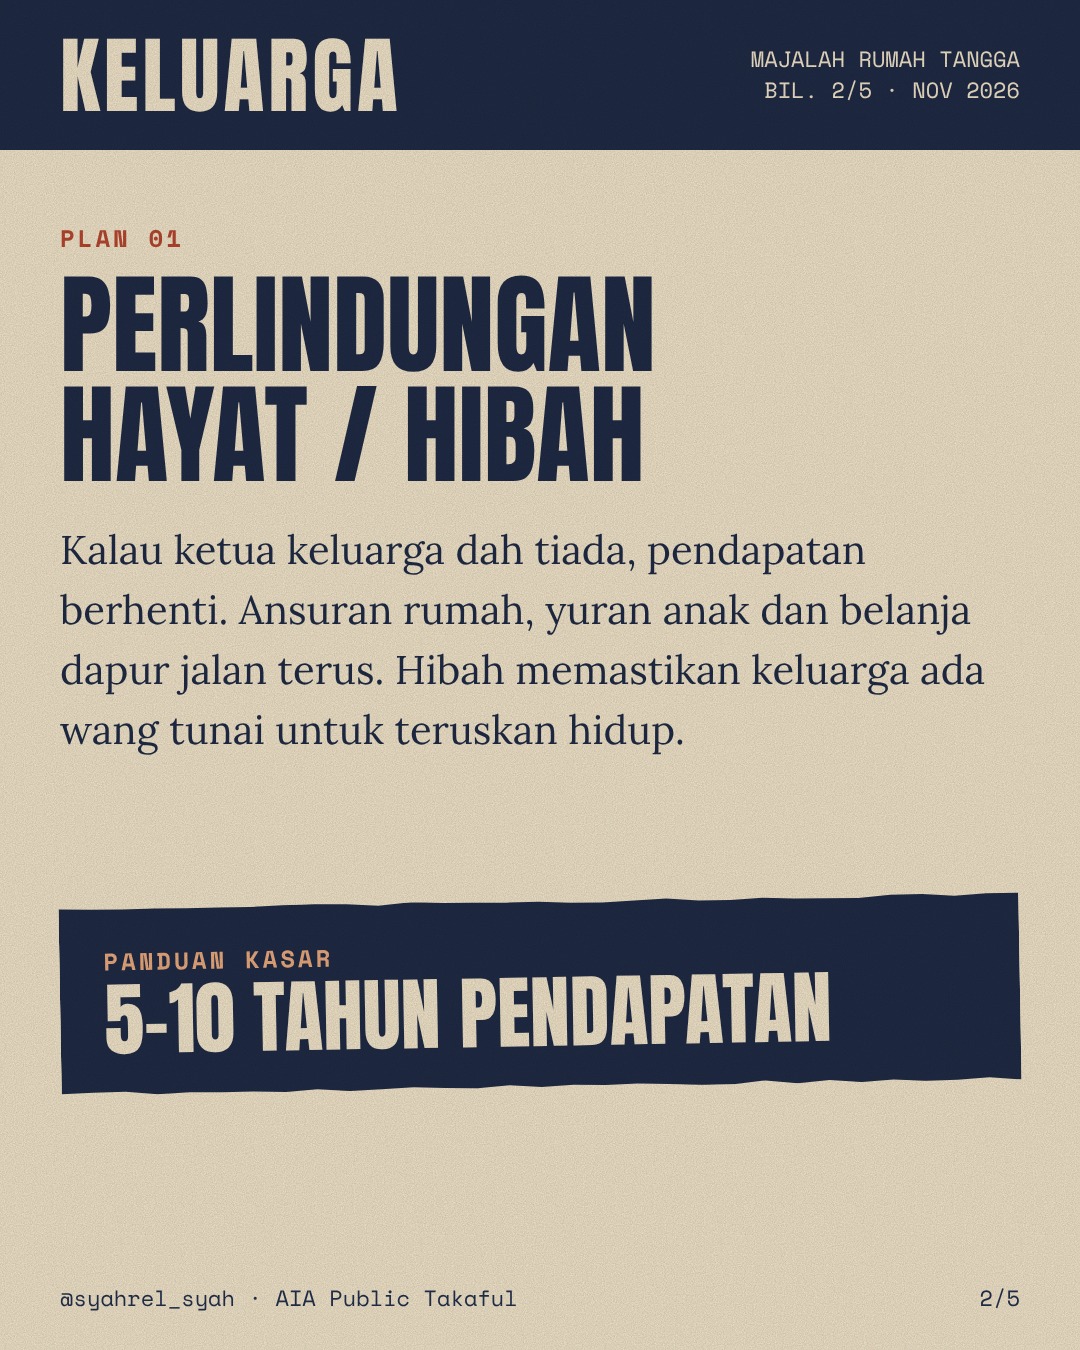 KELUARGA
MAJALAH RUMAH TANGGA
BIL. 2/5 · NOV 2026
PLAN 01
PERLINDUNGAN
HAYAT / HIBAH
Kalau ketua keluarga dah tiada, pendapatan
berhenti. Ansuran rumah, yuran anak dan belanja
dapur jalan terus. Hibah memastikan keluarga ada
wang tunai untuk teruskan hidup.
PANDUAN KASAR
5-10 TAHUN PENDAPATAN
@syahrel_syah · AIA Public Takaful
2/5